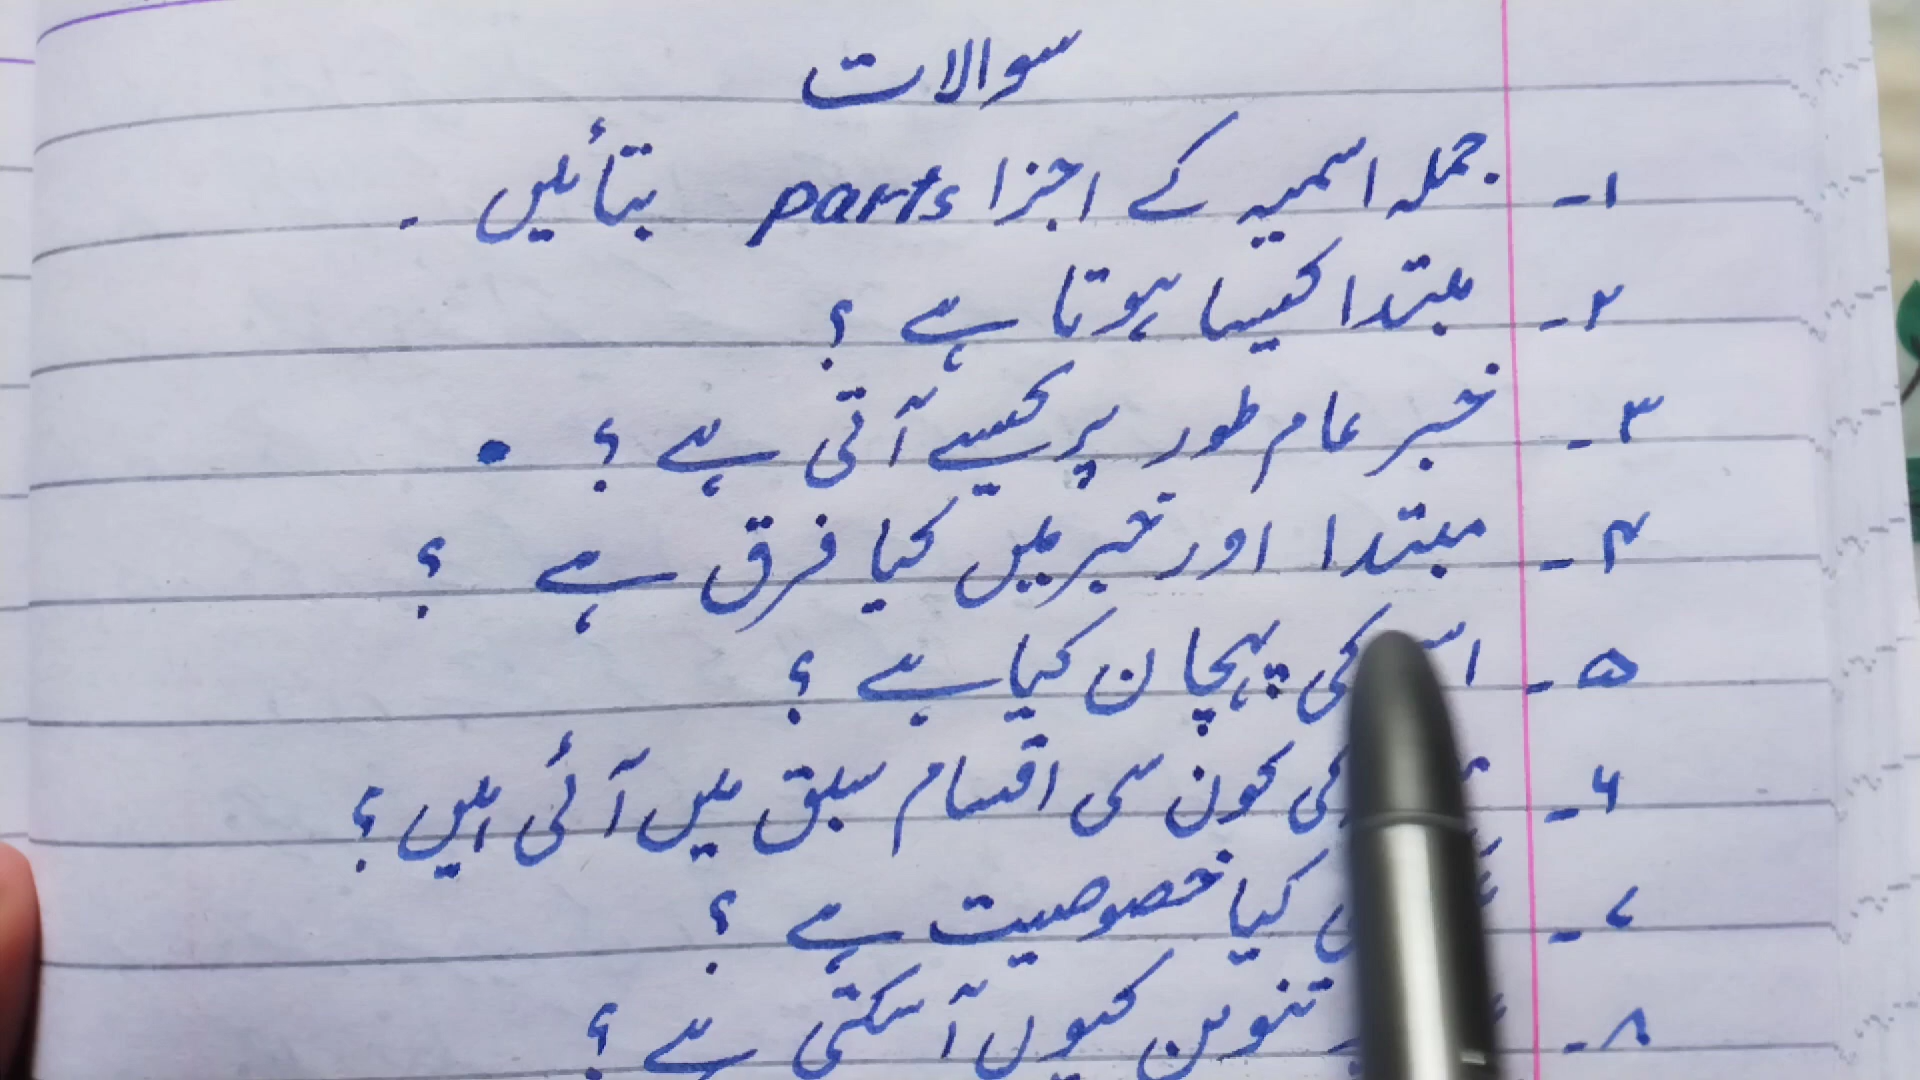 سوالات
۱- جملہ اسمیہ کے اجزا parts بتائیں -
۲- مبتدا کیسا ہوتا ہے ؟
۳- خبر عام طور پر کیسے آتی ہے ؟
۴- مبتدا اور خبر میں کیا فرق ہے ؟
۵- اسم کی پہچان کیا ہے ؟
۶- کی کون سی اقسام سبق میں آئی ہیں ؟
۷- کیا خصوصیت ہے ؟
۸- تنوین کیوں آ سکتی ہے ؟